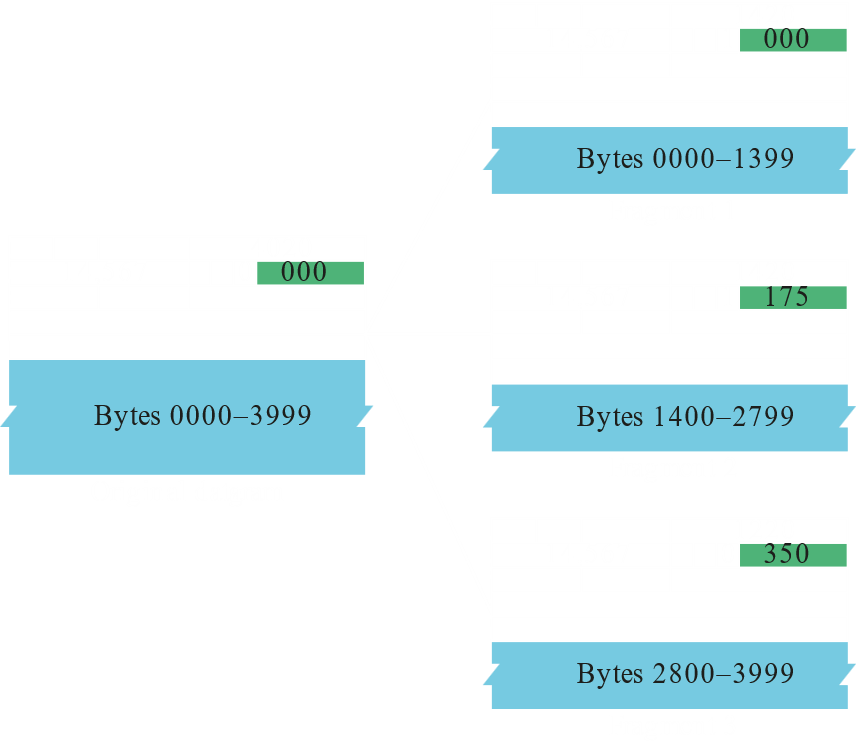 000
Bytes 0000–3999
000
Bytes 0000–1399
175
Bytes 1400–2799
350
Bytes 2800–3999